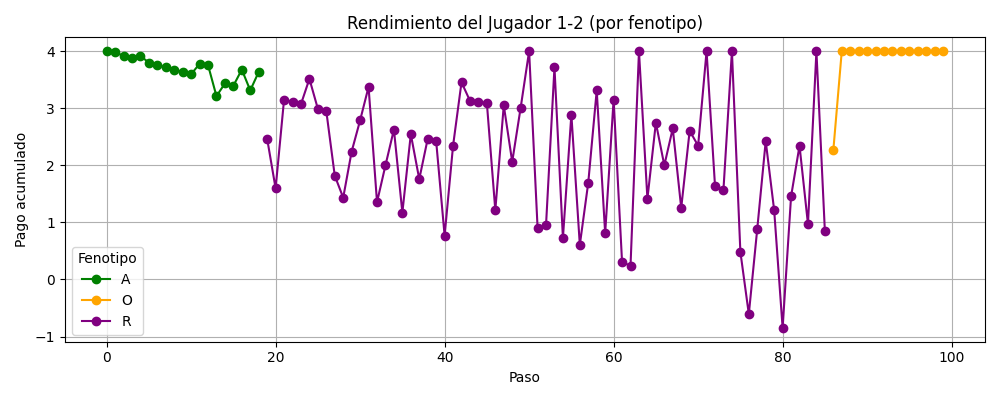 Rendimiento del Jugador 1-2 (por fenotipo)
Pago acumulado
4
3
2
1
0
−1
Fenotipo
A
O
R
0
20
40
60
80
100
Paso